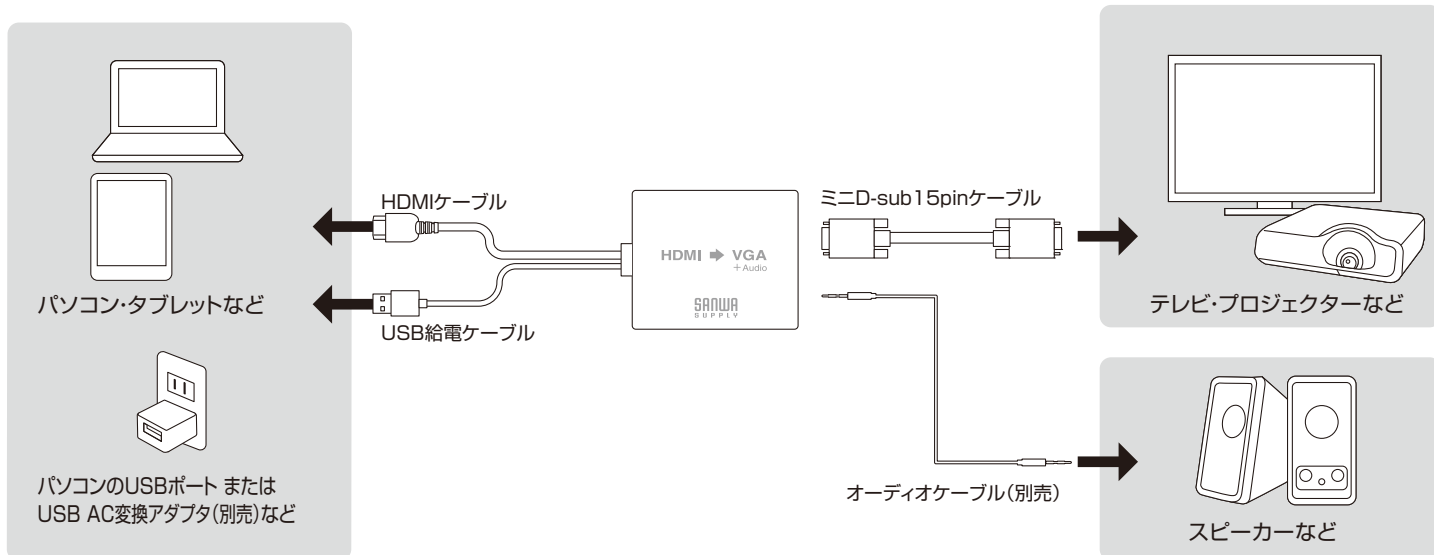 パソコン・タブレットなど
パソコンのUSBポート または
USB AC変換アダプタ(別売)など
HDMIケーブル
USB給電ケーブル
HDMI ➡ VGA
+Audio
SANWA
SUPPLY
ミニD-sub15pinケーブル
オーディオケーブル(別売)
テレビ・プロジェクターなど
スピーカーなど